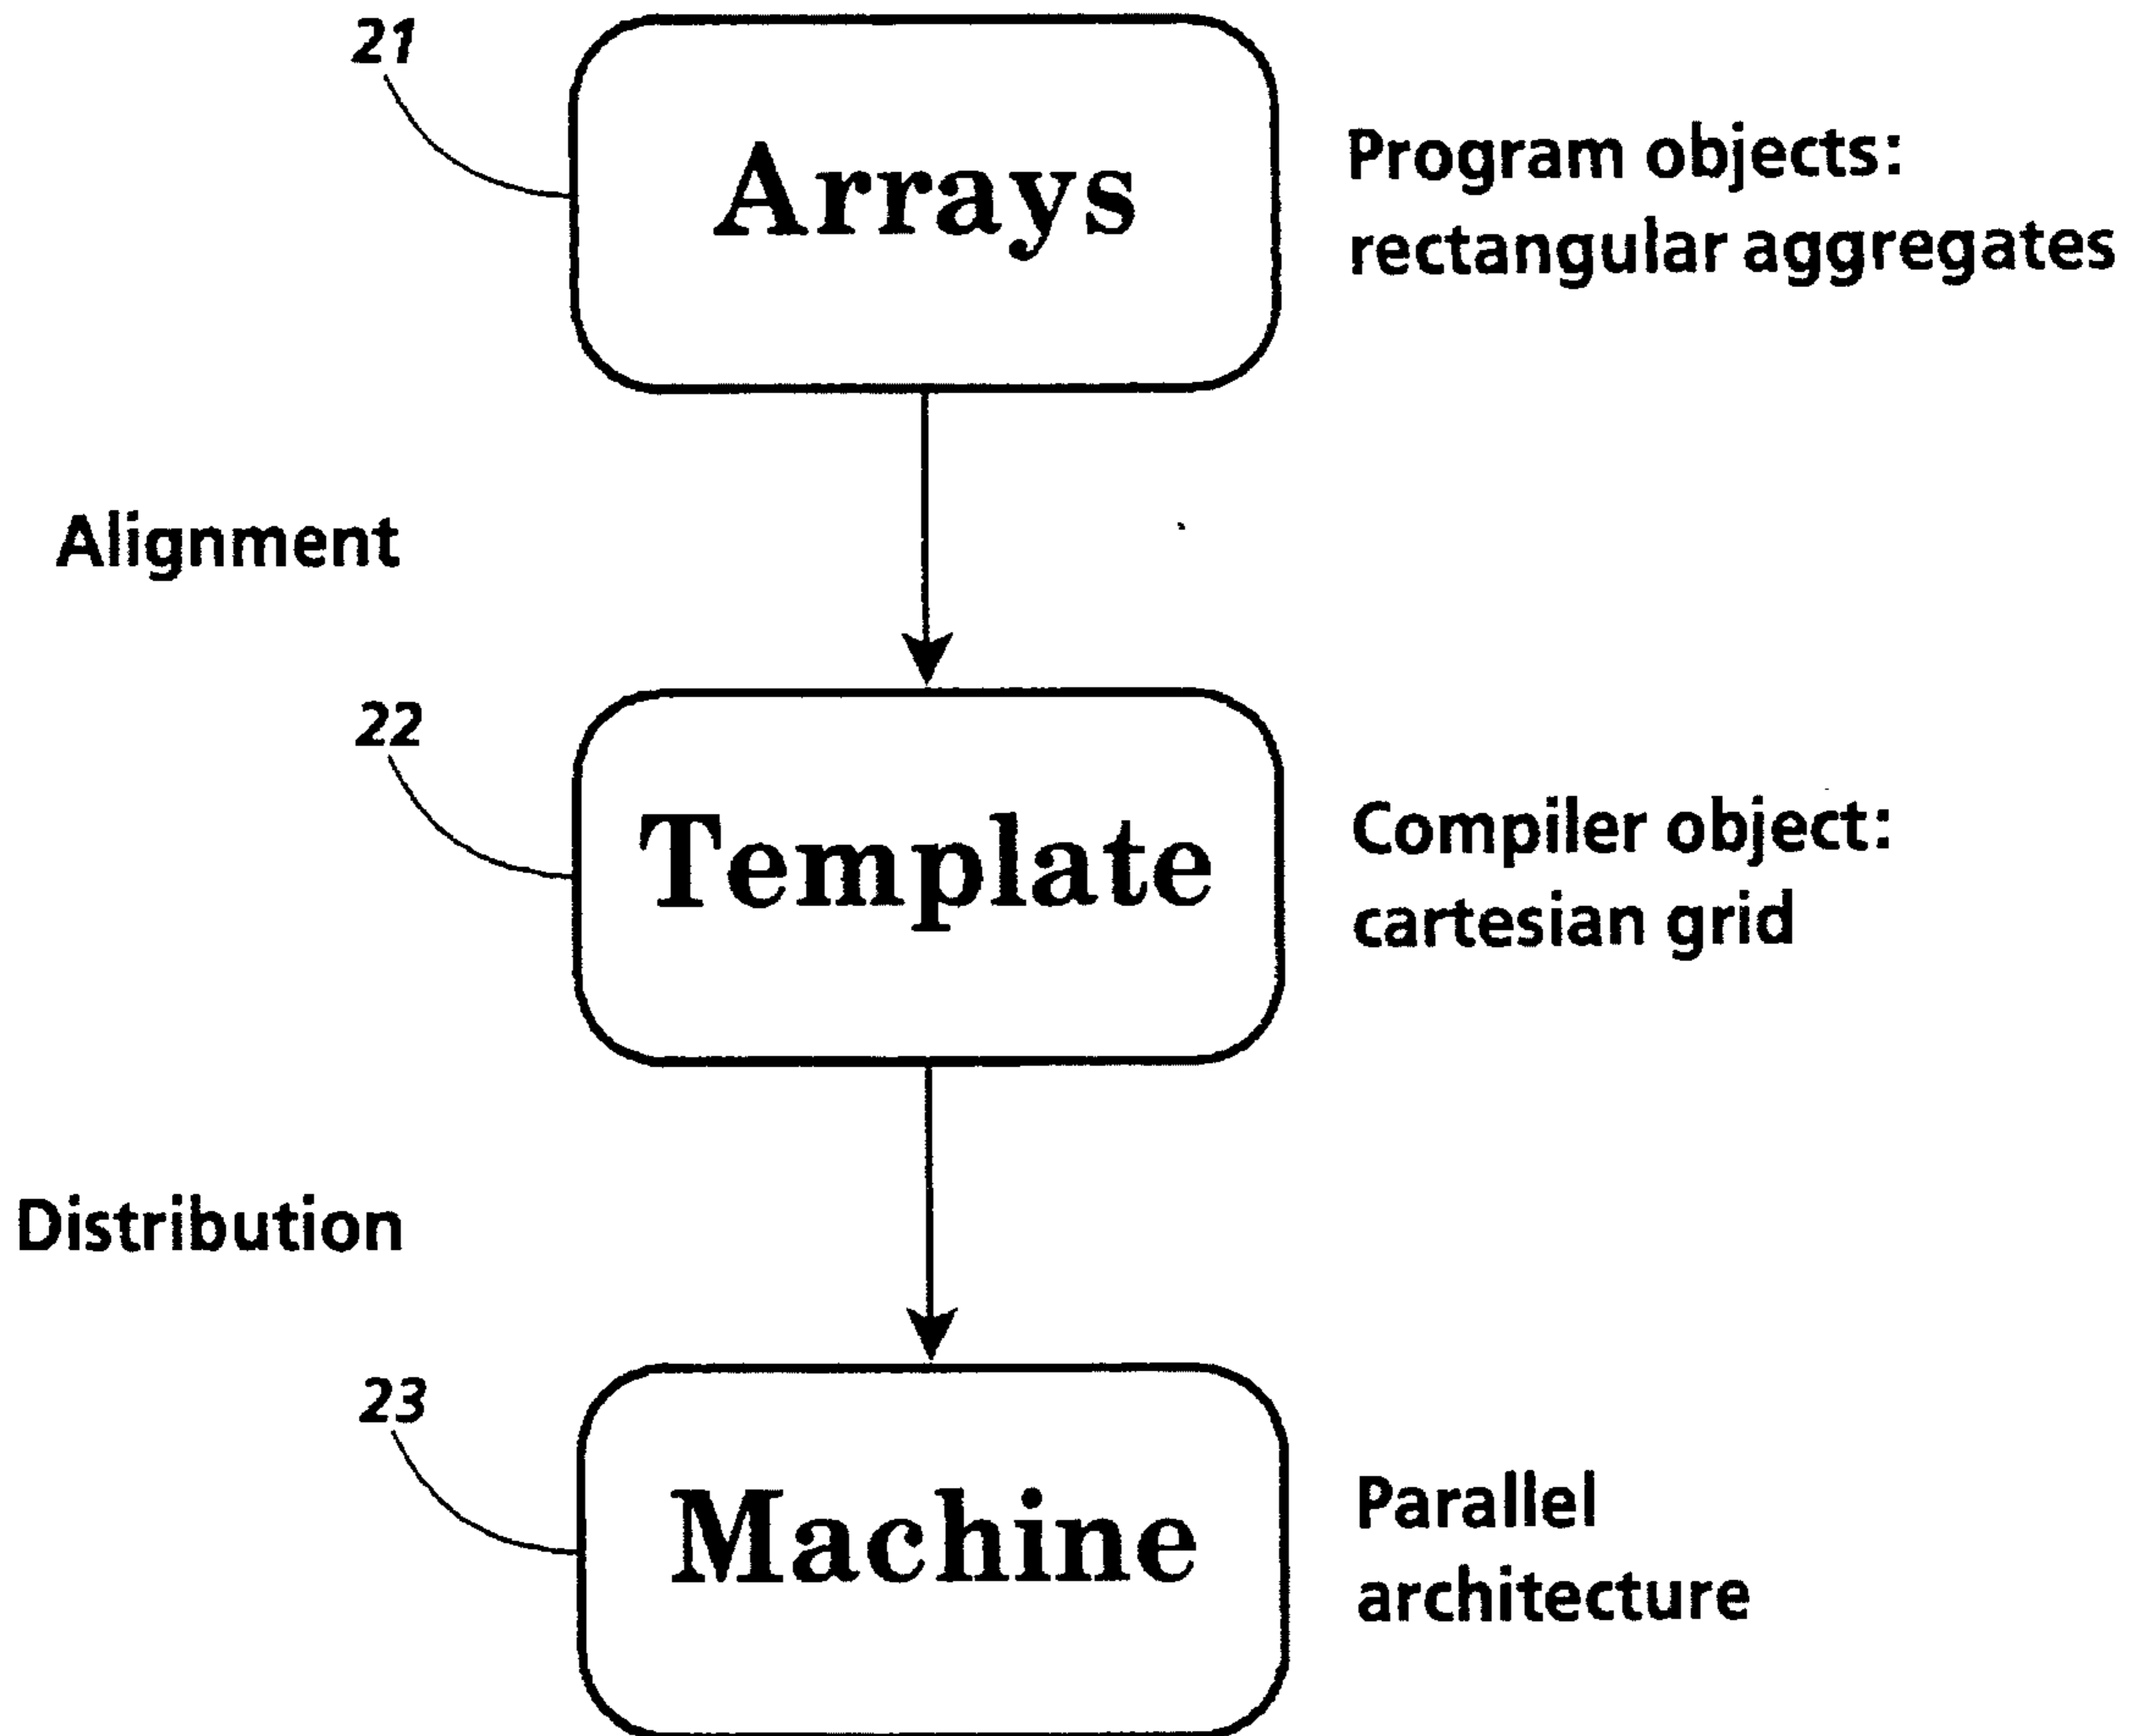 21
Arrays
Program objects:
rectangular aggregates
Alignment
22
Template
Compiler object:
cartesian grid
Distribution
23
Machine
Parallel
architecture